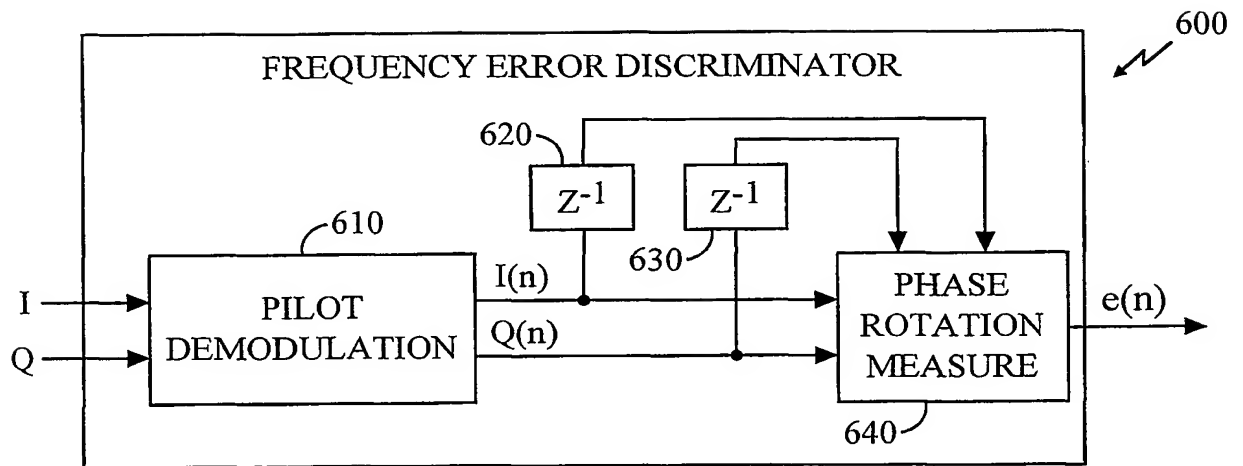 600
FREQUENCY ERROR DISCRIMINATOR
620
Z-1
Z-1
610
630
I
Q
PILOT
DEMODULATION
I(n)
Q(n)
PHASE
ROTATION
MEASURE
e(n)
640